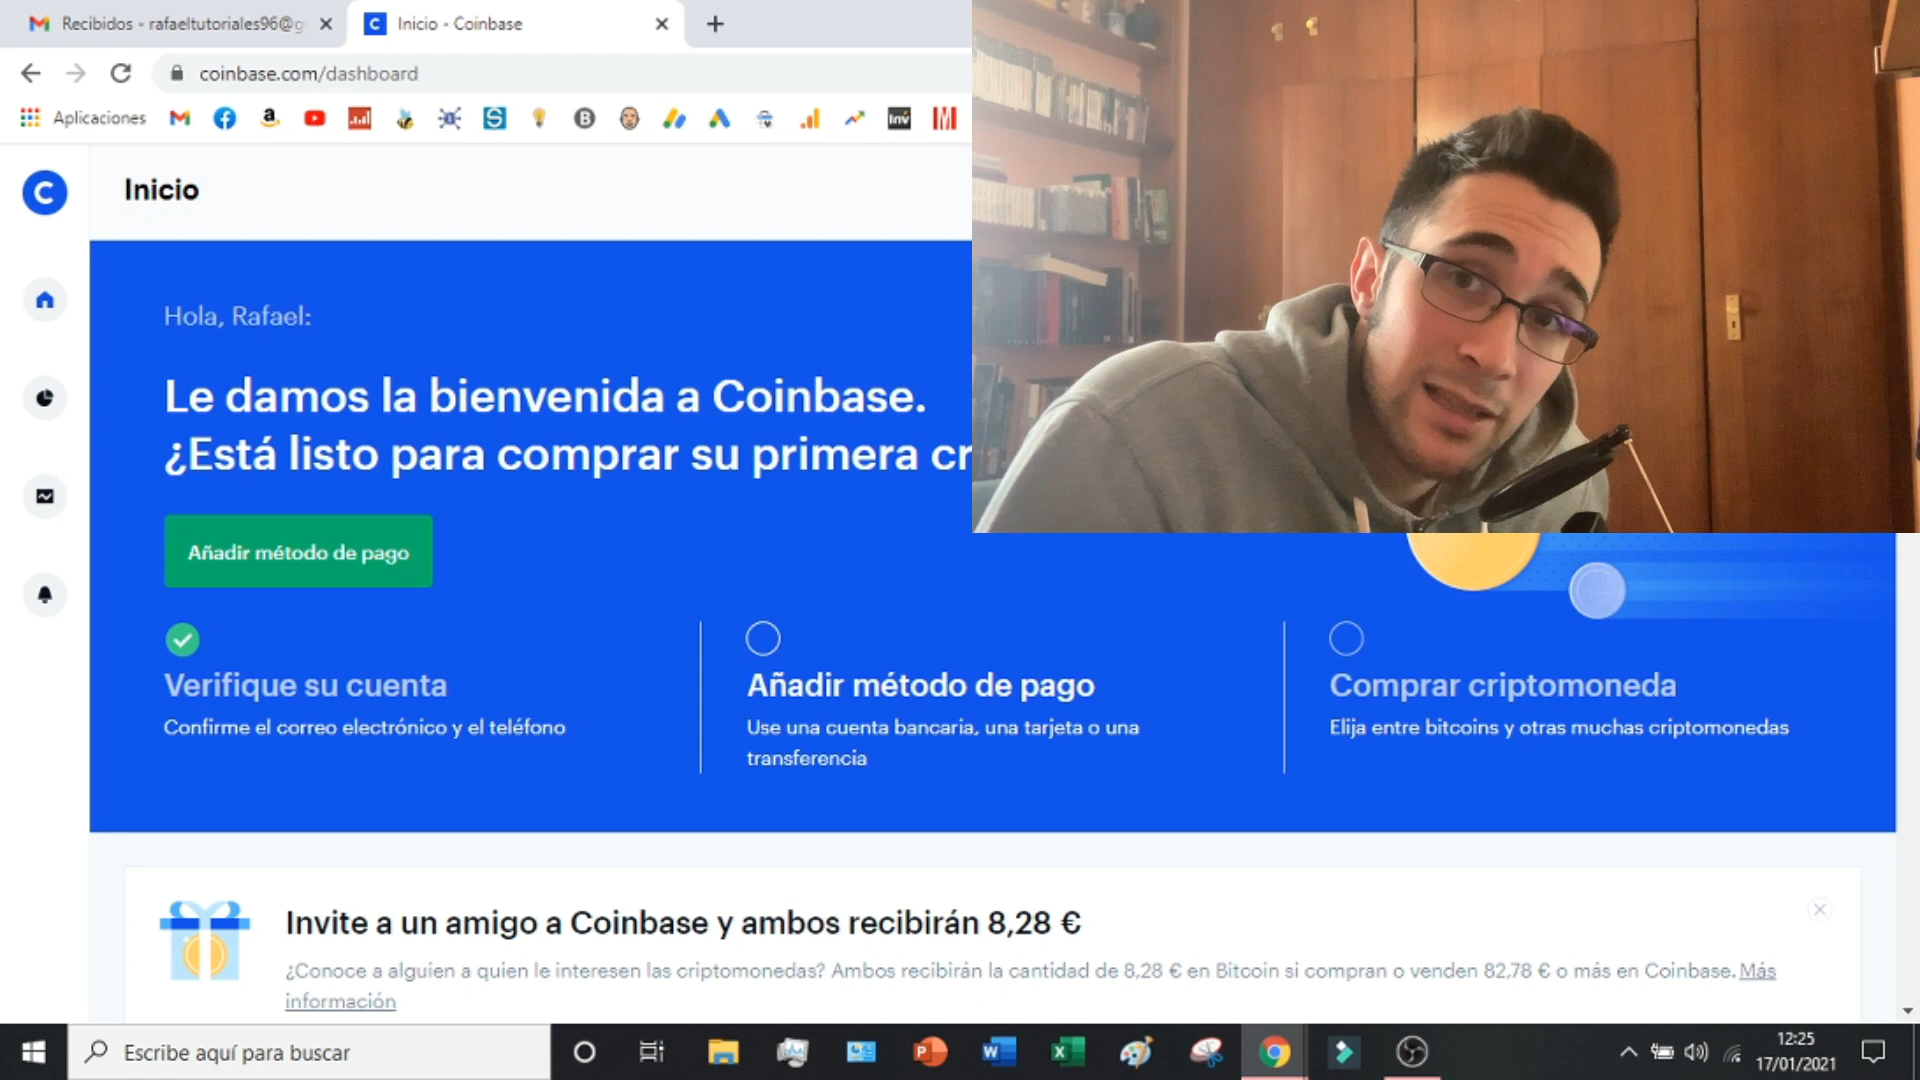 Recibidos - rafaeltutoriales96@g
Inicio - Coinbase
coinbase.com/dashboard
Aplicaciones
Inv
Inicio
Hola, Rafael:
Le damos la bienvenida a Coinbase.
¿Está listo para comprar su primera cr
Añadir método de pago
Verifique su cuenta
Confirme el correo electrónico y el teléfono
Añadir método de pago
Use una cuenta bancaria, una tarjeta o una
transferencia
Comprar criptomoneda
Elija entre bitcoins y otras muchas criptomonedas
Invite a un amigo a Coinbase y ambos recibirán 8,28 €
¿Conoce a alguien a quien le interesen las criptomonedas? Ambos recibirán la cantidad de 8,28 € en Bitcoin si compran o venden 82,78 € o más en Coinbase. Más
información
Escribe aquí para buscar
12:25
17/01/2021